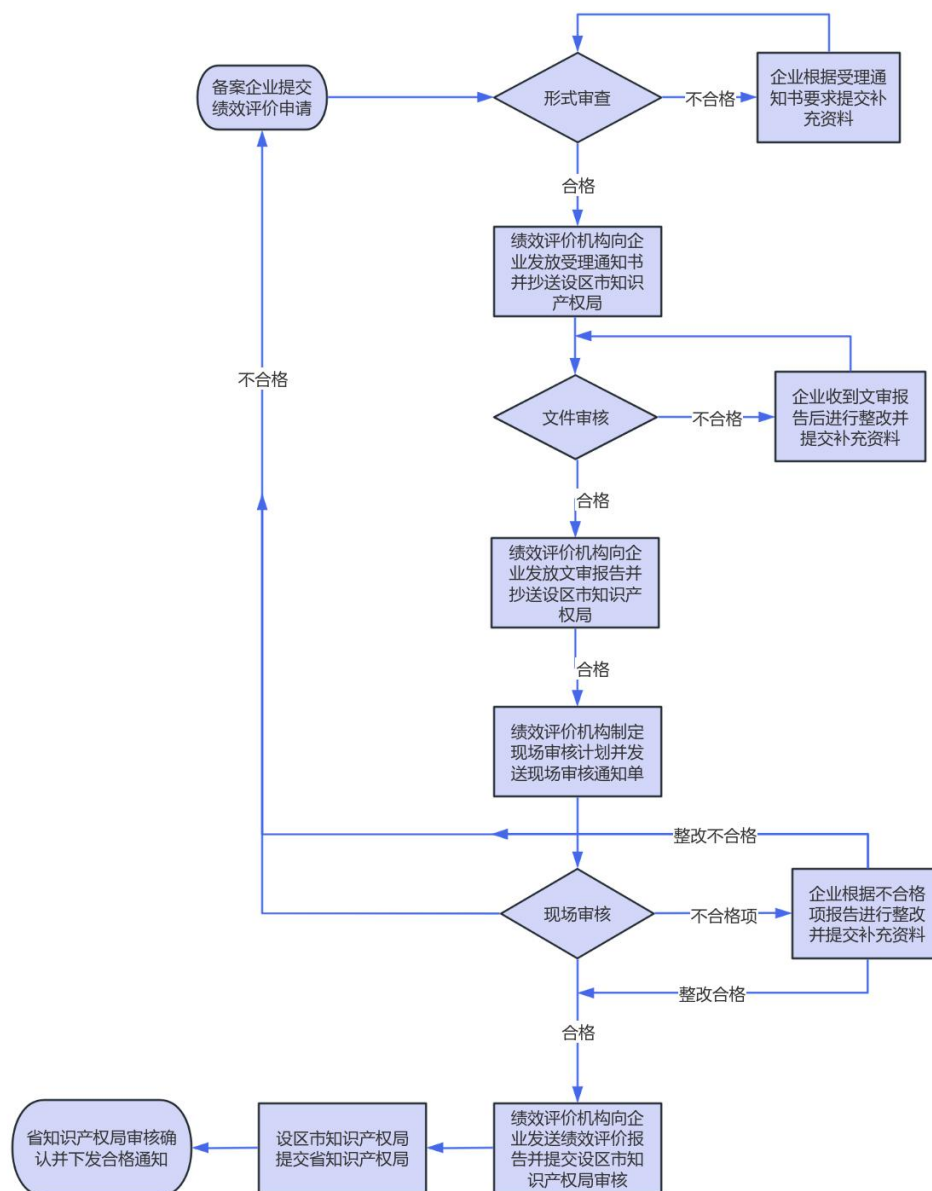 备案企业提交
绩效评价申请
形式审查
不合格
企业根据受理通
知书要求提交补
充资料
合格
绩效评价机构向企
业发放受理通知书
并抄送设区市知识
产权局
不合格
文件审核
不合格
企业收到文审报
告后进行整改并
提交补充资料
合格
绩效评价机构向企
业发放文审报告并
抄送设区市知识产
权局
合格
绩效评价机构制定
现场审核计划并发
送现场审核通知单
整改不合格
现场审核
不合格项
企业根据不合格
项报告进行整改
并提交补充资料
整改合格
合格
绩效评价机构向企
业发送绩效评价报
告并提交设区市知
识产权局审核
设区市知识产权局
提交省知识产权局
省知识产权局审核确
认并下发合格通知